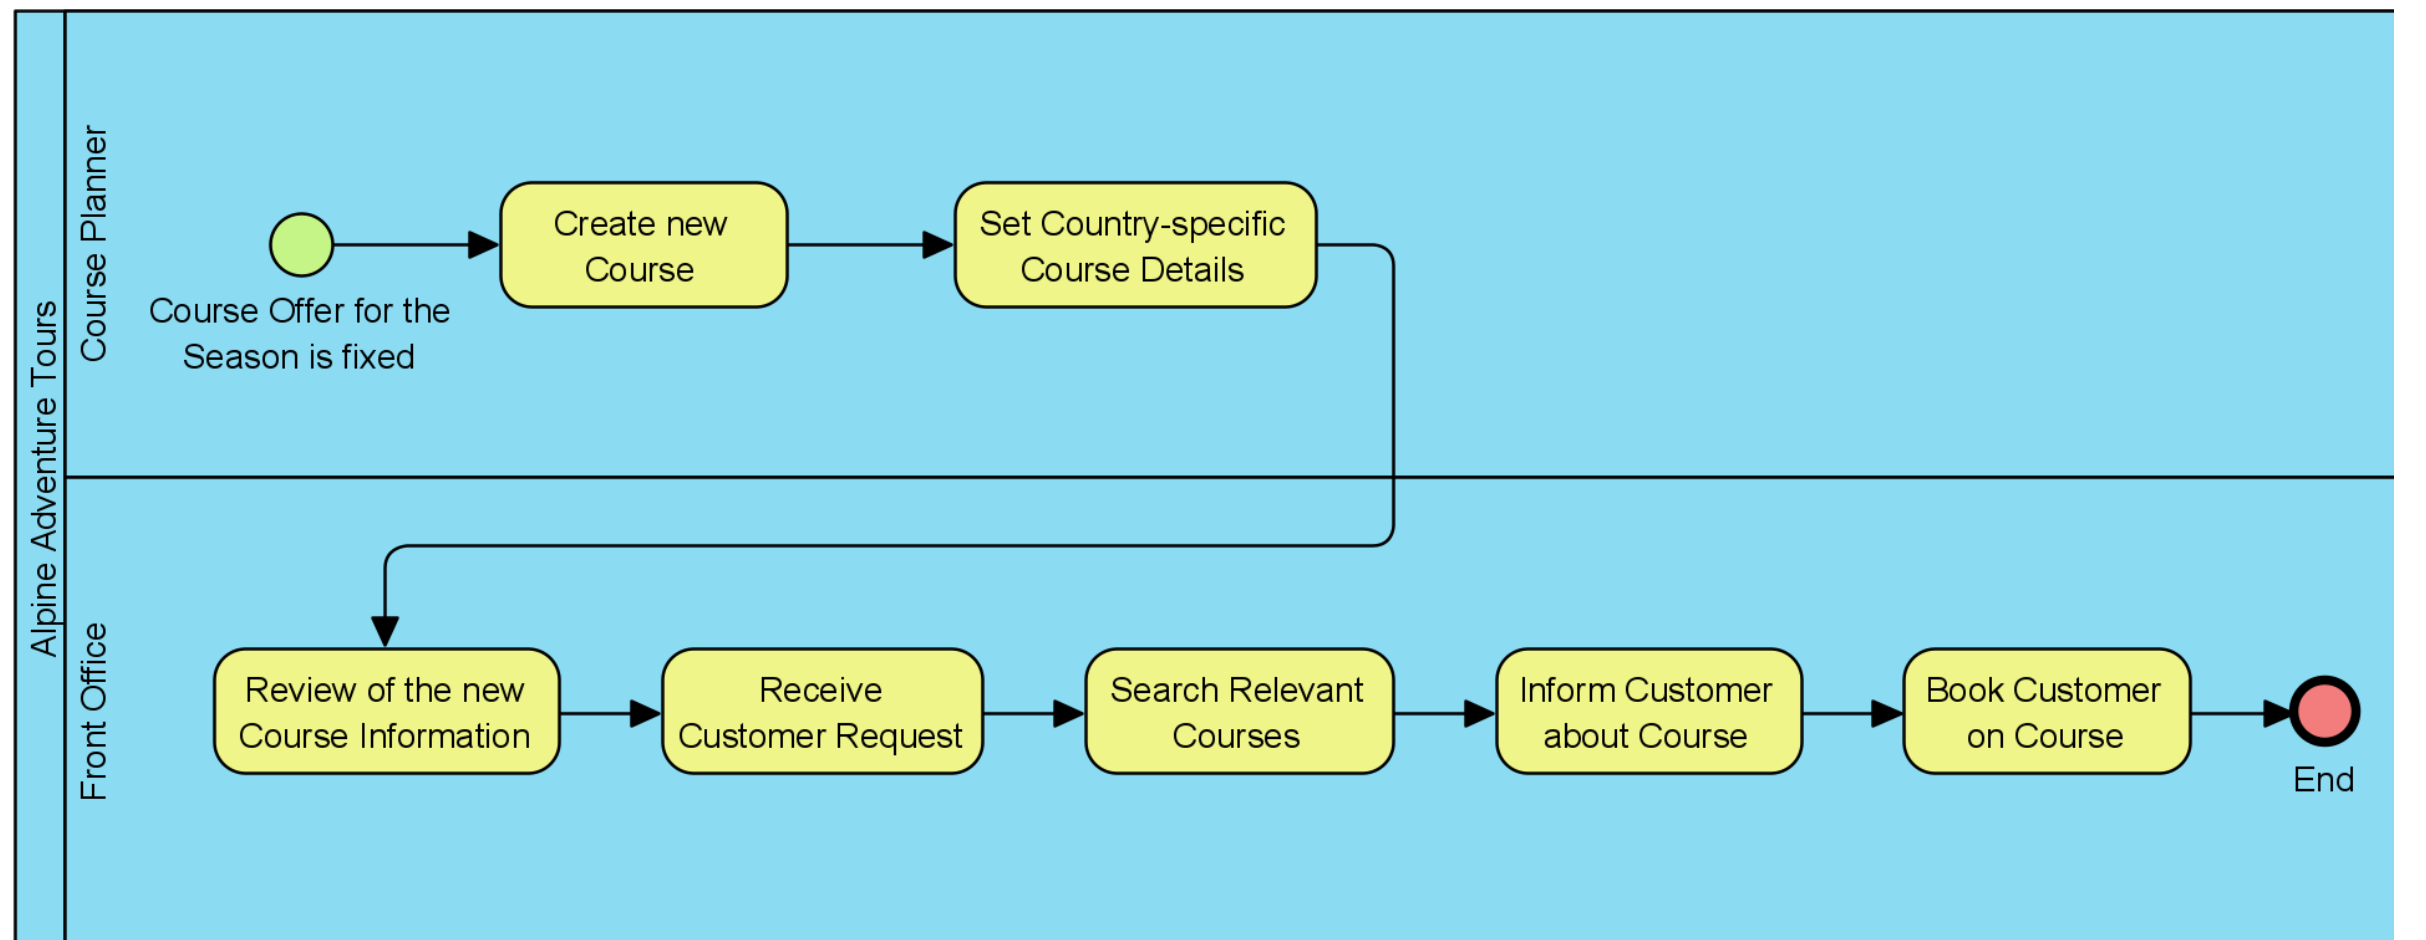 Alpine Adventure Tours
Course Planner
Course Offer for the
Season is fixed
Create new
Course
Set Country-specific
Course Details
Front Office
Review of the new
Course Information
Receive
Customer Request
Search Relevant
Courses
Inform Customer
about Course
Book Customer
on Course
End